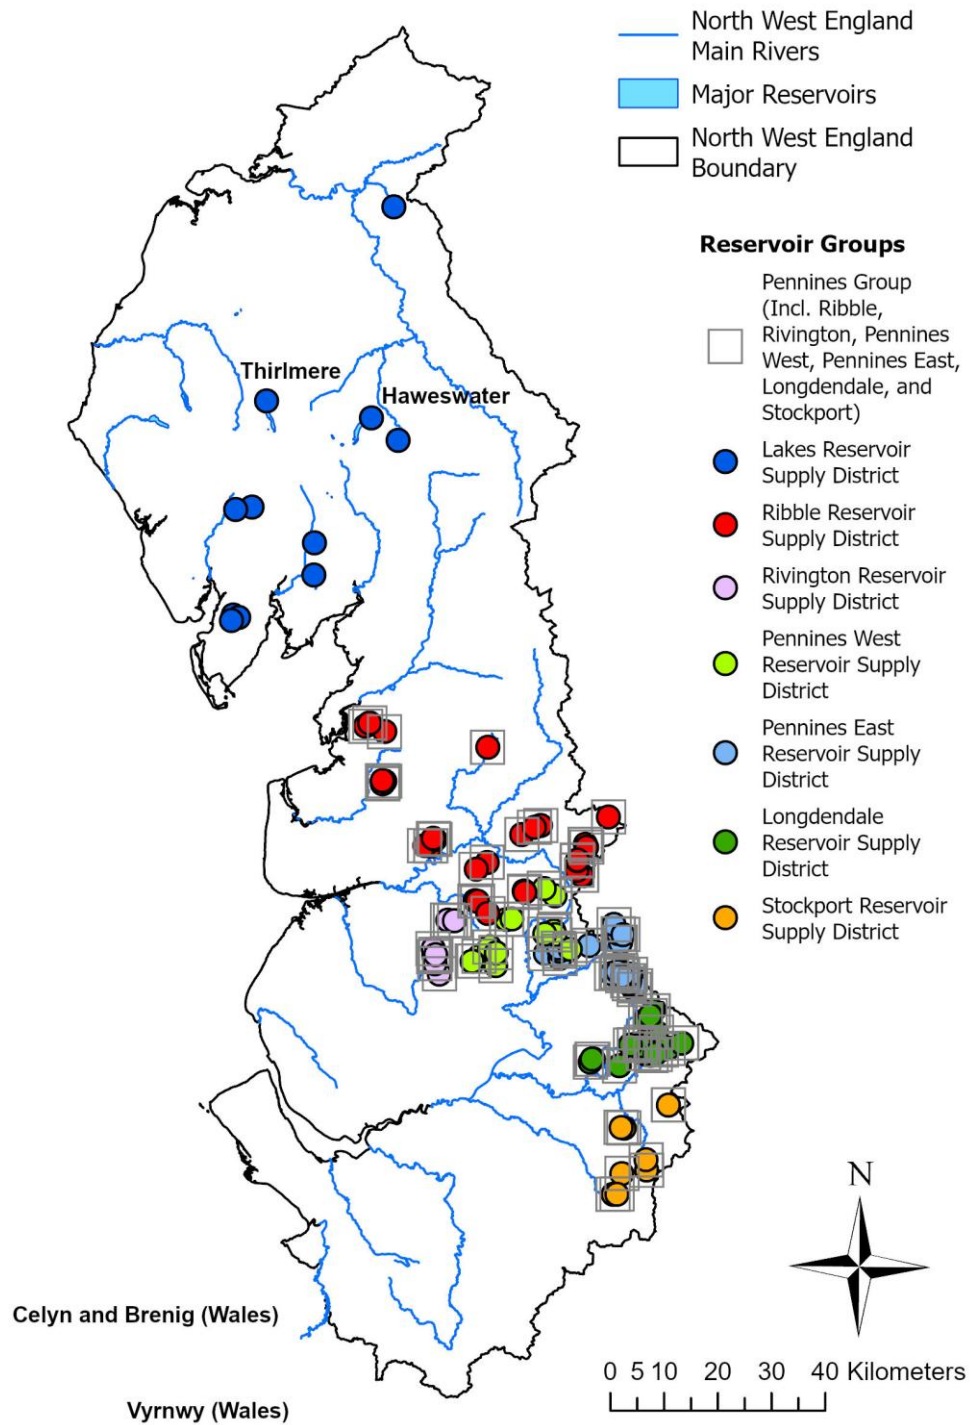 North West England
Main Rivers
Major Reservoirs
North West England
Boundary
Reservoir Groups
Pennines Group
(Incl. Ribble,
Rivington, Pennines
West, Pennines East,
Longdendale, and
Stockport)
Lakes Reservoir
Supply District
Ribble Reservoir
Supply District
Rivington Reservoir
Supply District
Pennines West
Reservoir Supply
District
Pennines East
Reservoir Supply
District
Longdendale
Reservoir Supply
District
Stockport Reservoir
Supply District
Thirlmere
Haweswater
Celyn and Brenig (Wales)
Vyrnwy (Wales)
N
0 5 10 20 30 40 Kilometers